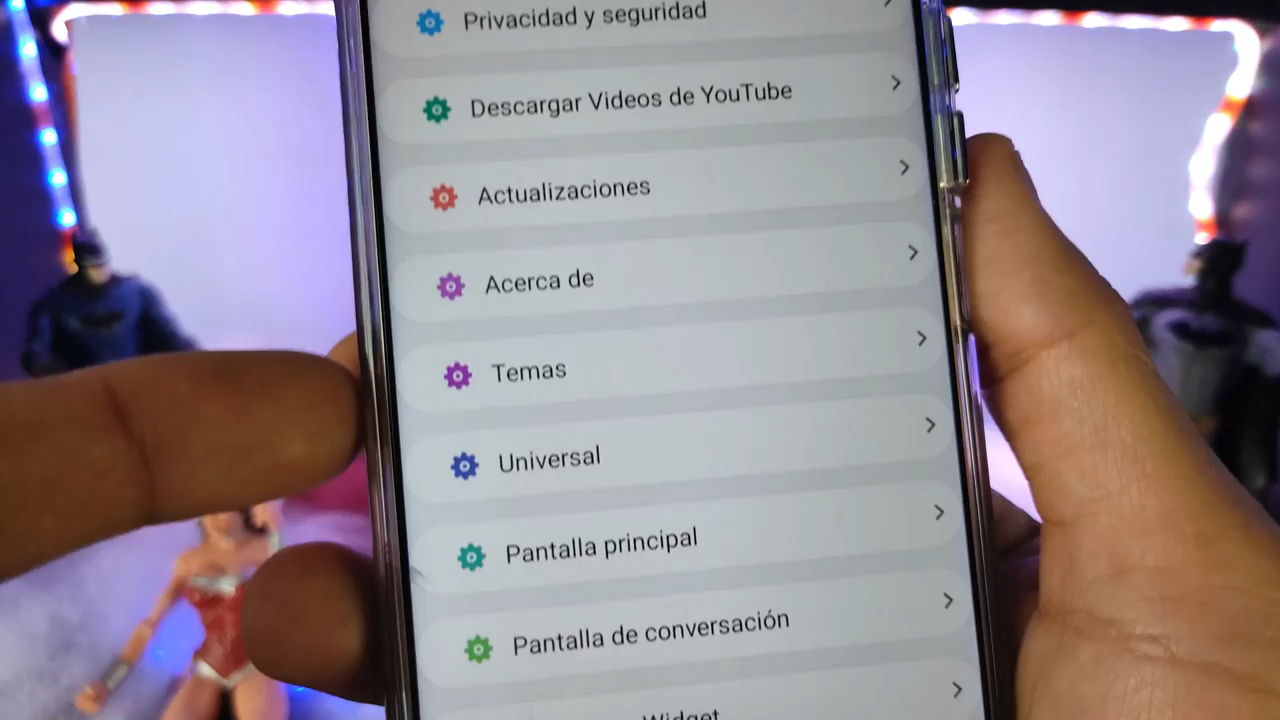 Privacidad y seguridad
Descargar Videos de YouTube
Actualizaciones
Acerca de
Temas
Universal
Pantalla principal
Pantalla de conversación
Widget